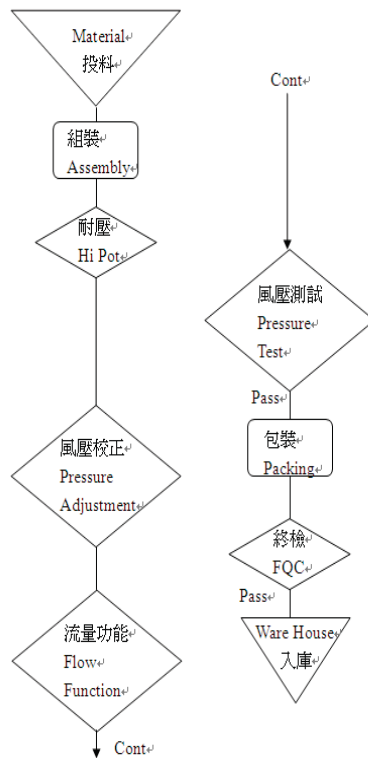 Material
投料
組裝
Assembly
耐壓
Hi Pot
風壓校正
Pressure
Adjustment
流量功能
Flow
Function
Cont
Cont
風壓測試
Pressure
Test
Pass
包裝
Packing
終檢
FQC
Pass
Ware House
入庫